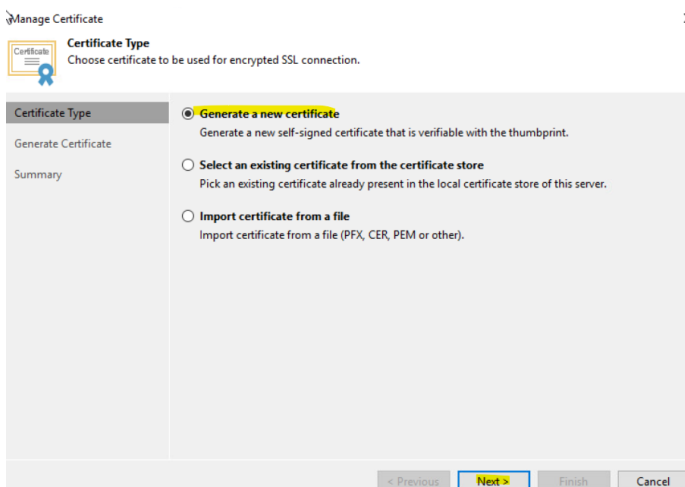 Manage Certificate
Certificate
Certificate Type
Choose certificate to be used for encrypted SSL connection.
Certificate Type
Generate Certificate
Summary
Generate a new certificate
Generate a new self-signed certificate that is verifiable with the thumbprint.
Select an existing certificate from the certificate store
Pick an existing certificate already present in the local certificate store of this server.
Import certificate from a file
Import certificate from a file (PFX, CER, PEM or other).
< Previous Next > Finish Cancel